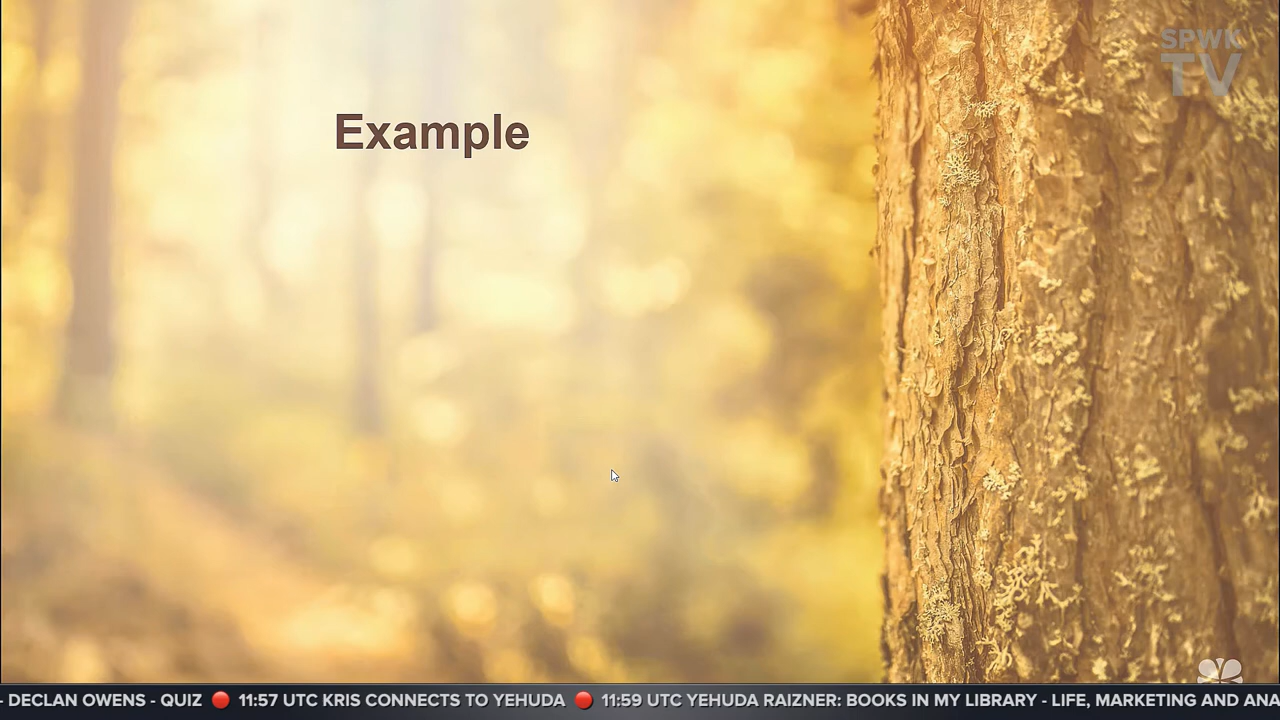 SPWK
TV
Example
- DECLAN OWENS - QUIZ 🔴 11:57 UTC KRIS CONNECTS TO YEHUDA 🔴 11:59 UTC YEHUDA RAIZNER: BOOKS IN MY LIBRARY - LIFE, MARKETING AND ANA